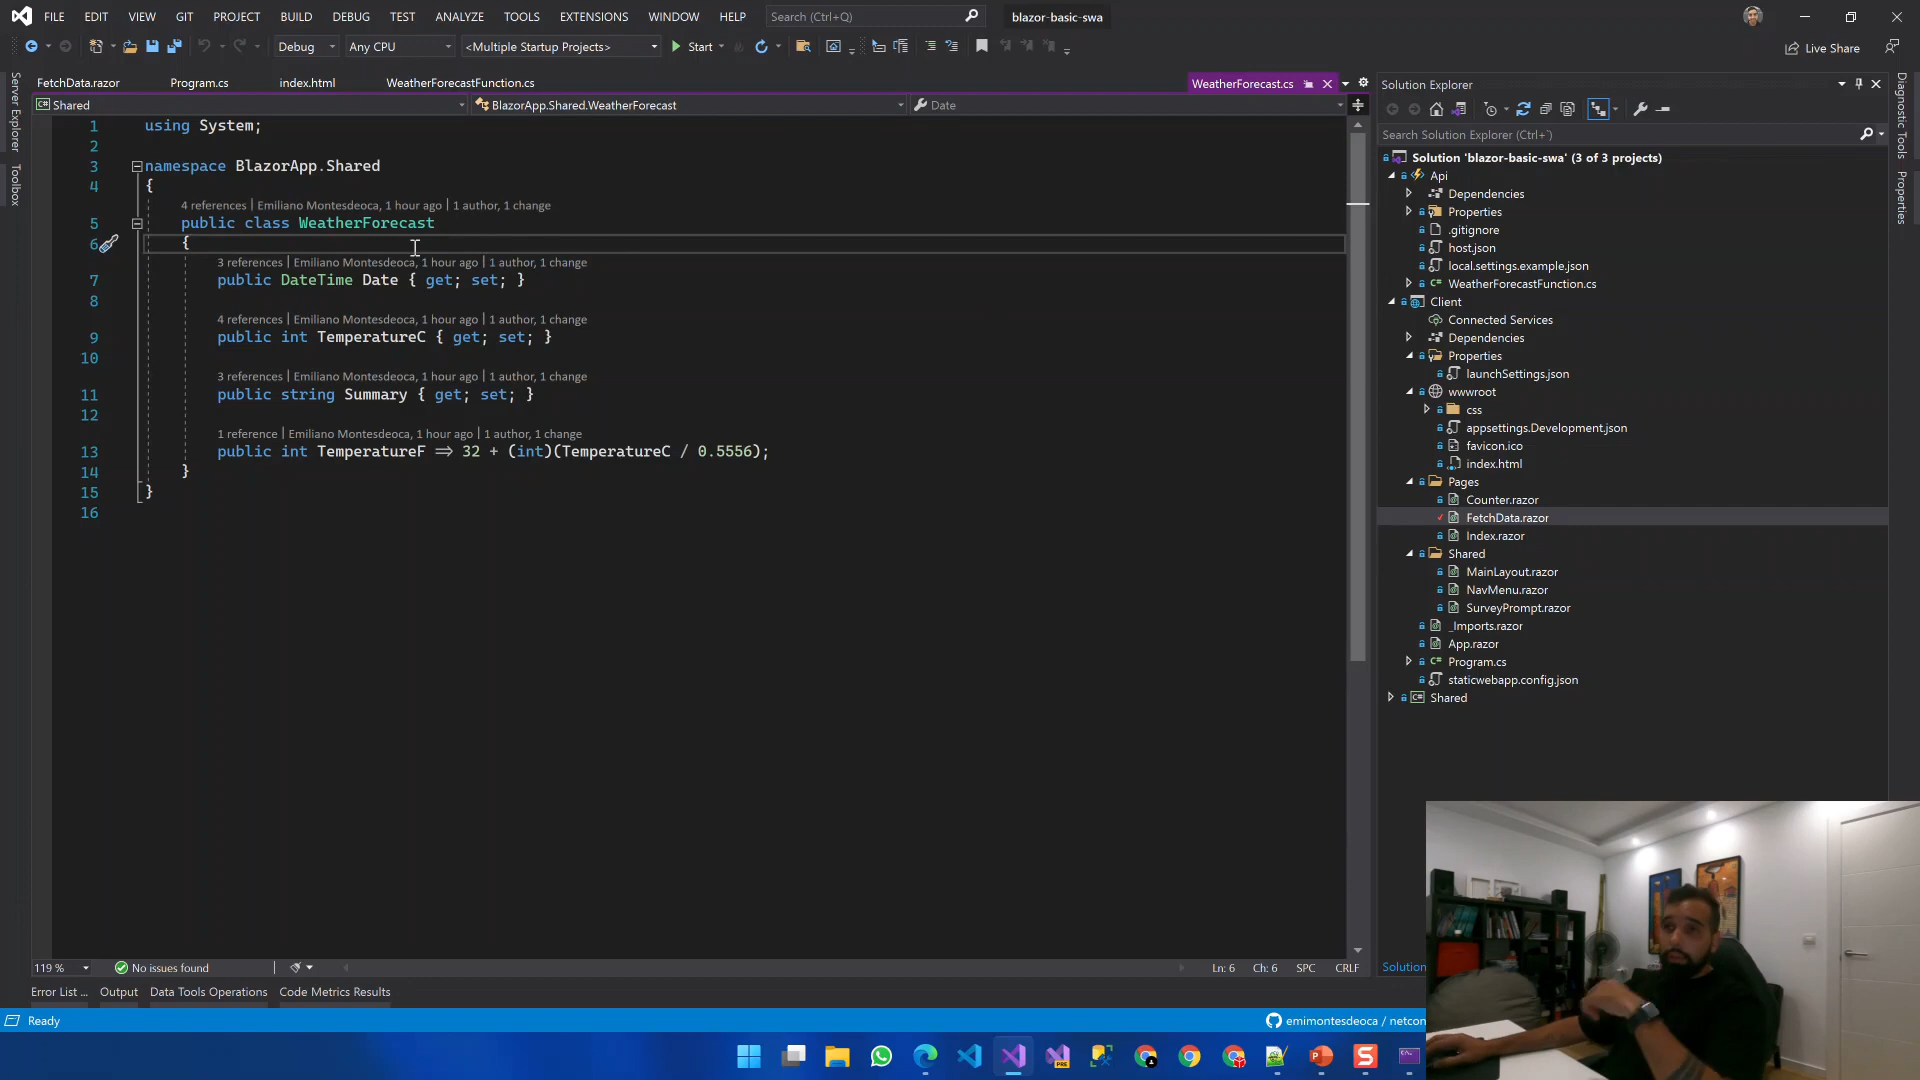 FILE EDIT VIEW GIT PROJECT BUILD DEBUG TEST ANALYZE TOOLS EXTENSIONS WINDOW HELP Search (Ctrl+Q) blazor-basic-swa
Debug Any CPU <Multiple Startup Projects> Start Live Share
FetchData.razor Program.cs index.html WeatherForecastFunction.cs WeatherForecast.cs
Shared BlazorApp.Shared.WeatherForecast Date
Server Explorer
Toolbox
1 using System;
2
3 namespace BlazorApp.Shared
4 {
4 references | Emiliano Montesdeoca, 1 hour ago | 1 author, 1 change
5 public class WeatherForecast
6 {
3 references | Emiliano Montesdeoca, 1 hour ago | 1 author, 1 change
7 public DateTime Date { get; set; }
8
4 references | Emiliano Montesdeoca, 1 hour ago | 1 author, 1 change
9 public int TemperatureC { get; set; }
10
3 references | Emiliano Montesdeoca, 1 hour ago | 1 author, 1 change
11 public string Summary { get; set; }
12
1 reference | Emiliano Montesdeoca, 1 hour ago | 1 author, 1 change
13 public int TemperatureF => 32 + (int)(TemperatureC / 0.5556);
14 }
15 }
16
119 % No issues found Ln: 6 Ch: 6 SPC CRLF
Error List ... Output Data Tools Operations Code Metrics Results
Ready emimontesdeoca / netcon
Solution Explorer
Search Solution Explorer (Ctrl+`)
Solution 'blazor-basic-swa' (3 of 3 projects)
Api
Dependencies
Properties
.gitignore
host.json
local.settings.example.json
WeatherForecastFunction.cs
Client
Connected Services
Dependencies
Properties
launchSettings.json
wwwroot
css
appsettings.Development.json
favicon.ico
index.html
Pages
Counter.razor
FetchData.razor
Index.razor
Shared
MainLayout.razor
NavMenu.razor
SurveyPrompt.razor
_Imports.razor
App.razor
Program.cs
staticwebapp.config.json
Shared
Solution
Diagnostic Tools
Properties
PRE